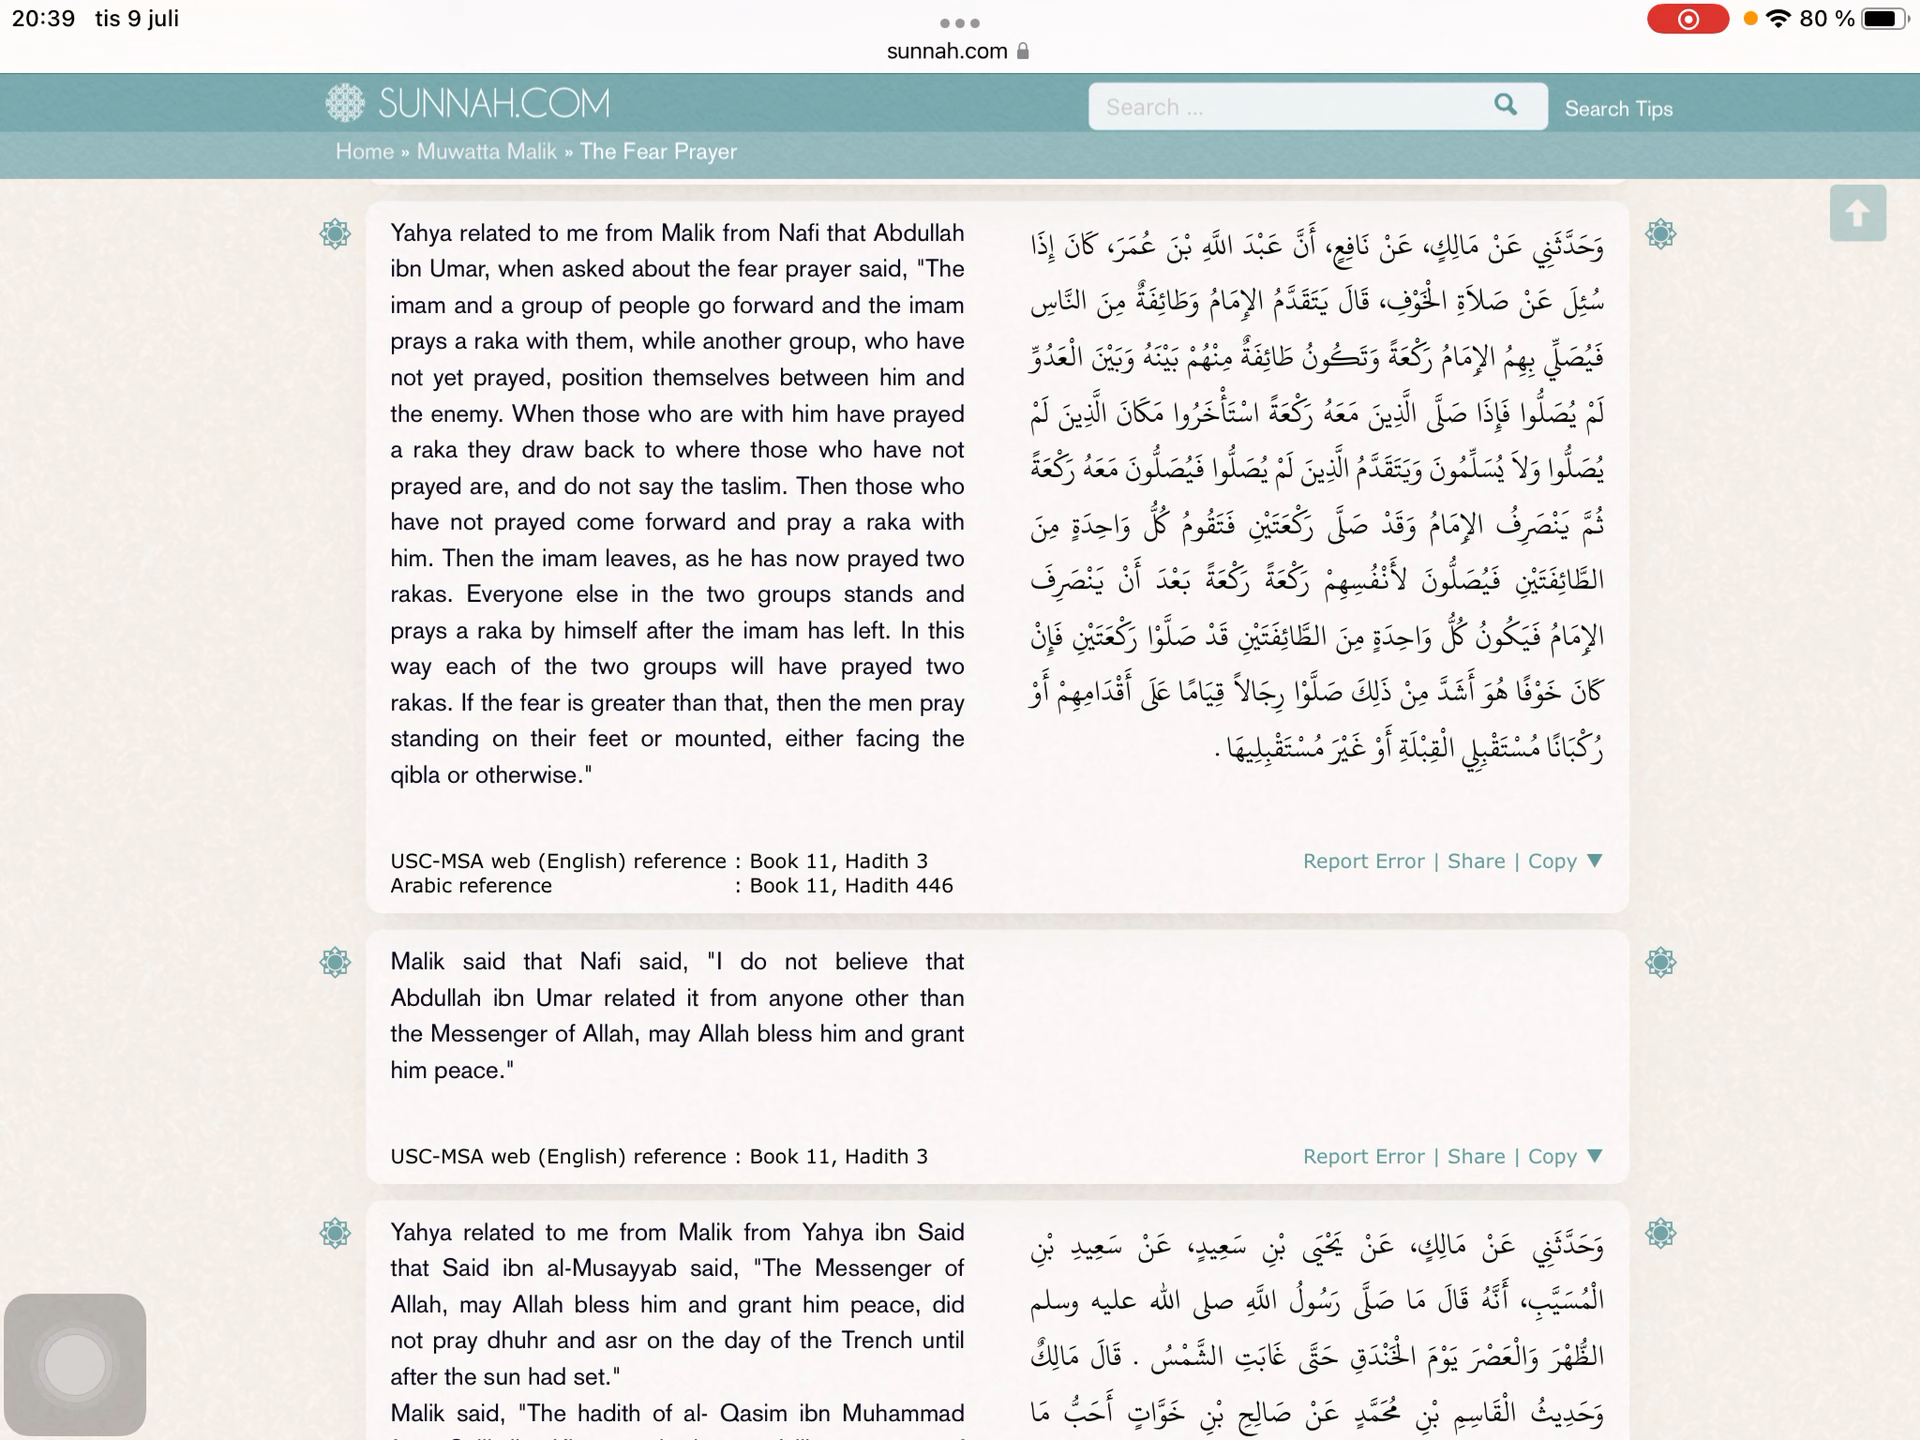 20:39 tis 9 juli
80 %
sunnah.com
SUNNAH.COM
Search ...
Search Tips
Home » Muwatta Malik » The Fear Prayer
Yahya related to me from Malik from Nafi that Abdullah
ibn Umar, when asked about the fear prayer said, "The
imam and a group of people go forward and the imam
prays a raka with them, while another group, who have
not yet prayed, position themselves between him and
the enemy. When those who are with him have prayed
a raka they draw back to where those who have not
prayed are, and do not say the taslim. Then those who
have not prayed come forward and pray a raka with
him. Then the imam leaves, as he has now prayed two
rakas. Everyone else in the two groups stands and
prays a raka by himself after the imam has left. In this
way each of the two groups will have prayed two
rakas. If the fear is greater than that, then the men pray
standing on their feet or mounted, either facing the
qibla or otherwise."
وَحَدَّثَنِي عَنْ مَالِكٍ، عَنْ نَافِعٍ، أَنَّ عَبْدَ اللَّهِ بْنَ عُمَرَ، كَانَ إِذَا
سُئِلَ عَنْ صَلاَةِ الْخَوْفِ، قَالَ يَتَقَدَّمُ الإِمَامُ وَطَائِفَةٌ مِنَ النَّاسِ
فَيُصَلِّي بِهِمُ الإِمَامُ رَكْعَةً وَتَكُونُ طَائِفَةٌ مِنْهُمْ بَيْنَهُ وَبَيْنَ الْعَدُوِّ
لَمْ يُصَلُّوا فَإِذَا صَلَّى الَّذِينَ مَعَهُ رَكْعَةً اسْتَأْخَرُوا مَكَانَ الَّذِينَ لَمْ
يُصَلُّوا وَلاَ يُسَلِّمُونَ وَيَتَقَدَّمُ الَّذِينَ لَمْ يُصَلُّوا فَيُصَلُّونَ مَعَهُ رَكْعَةً
ثُمَّ يَنْصَرِفُ الإِمَامُ وَقَدْ صَلَّى رَكْعَتَيْنِ فَتَقُومُ كُلُّ وَاحِدَةٍ مِنَ
الطَّائِفَتَيْنِ فَيُصَلُّونَ لأَنْفُسِهِمْ رَكْعَةً رَكْعَةً بَعْدَ أَنْ يَنْصَرِفَ
الإِمَامُ فَيَكُونُ كُلُّ وَاحِدَةٍ مِنَ الطَّائِفَتَيْنِ قَدْ صَلَّوْا رَكْعَتَيْنِ فَإِنْ
كَانَ خَوْفًا هُوَ أَشَدَّ مِنْ ذَلِكَ صَلَّوْا رِجَالاً قِيَامًا عَلَى أَقْدَامِهِمْ أَوْ
رُكْبَانًا مُسْتَقْبِلِي الْقِبْلَةِ أَوْ غَيْرَ مُسْتَقْبِلِيهَا .
USC-MSA web (English) reference : Book 11, Hadith 3
Arabic reference : Book 11, Hadith 446
Report Error | Share | Copy ▼
Malik said that Nafi said, "I do not believe that
Abdullah ibn Umar related it from anyone other than
the Messenger of Allah, may Allah bless him and grant
him peace."
USC-MSA web (English) reference : Book 11, Hadith 3
Report Error | Share | Copy ▼
Yahya related to me from Malik from Yahya ibn Said
that Said ibn al-Musayyab said, "The Messenger of
Allah, may Allah bless him and grant him peace, did
not pray dhuhr and asr on the day of the Trench until
after the sun had set."
Malik said, "The hadith of al- Qasim ibn Muhammad
وَحَدَّثَنِي عَنْ مَالِكٍ، عَنْ يَحْيَى بْنِ سَعِيدٍ، عَنْ سَعِيدِ بْنِ
الْمُسَيَّبِ، أَنَّهُ قَالَ مَا صَلَّى رَسُولُ اللَّهِ صلى الله عليه وسلم
الظُّهْرَ وَالْعَصْرَ يَوْمَ الْخَنْدَقِ حَتَّى غَابَتِ الشَّمْسُ . قَالَ مَالِكٌ
وَحَدِيثُ الْقَاسِمِ بْنِ مُحَمَّدٍ عَنْ صَالِحِ بْنِ خَوَّاتٍ أَحَبُّ مَا